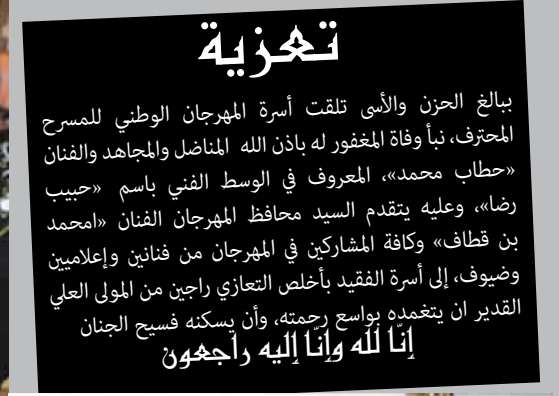 تعزية
ببالغ الحزن والأسى تلقت أسرة المهرجان الوطني للمسرح
المحترف، نبأ وفاة المغفور له باذن الله المناضل والمجاهد والفنان
«حطاب محمد»، المعروف في الوسط الفني باسم «حبيب
رضا»، وعليه يتقدم السيد محافظ المهرجان الفنان «امحمد
بن قطاف» وكافة المشاركين في المهرجان من فنانين وإعلاميين
وضيوف، إلى أسرة الفقيد بأخلص التعازي راجين من المولى العلي
القدير ان يتغمده بواسع رحمته، وأن يسكنه فسيح الجنان
إنّا لله وإنّا إليه راجعون